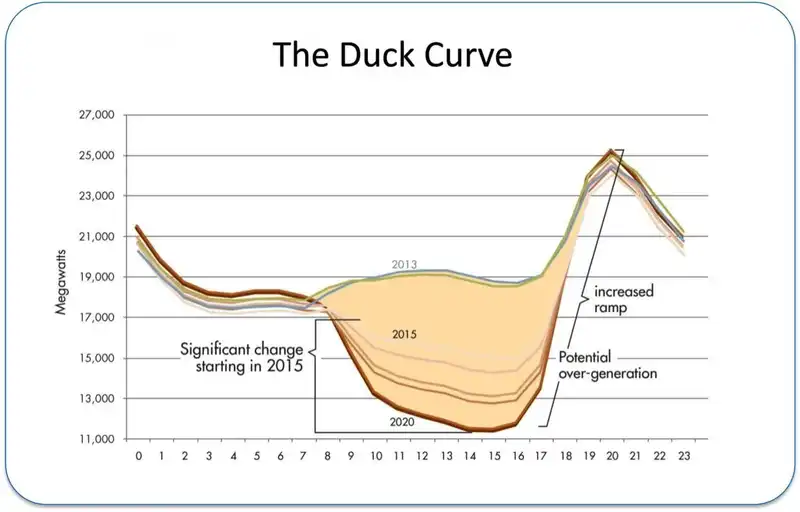 The Duck Curve
27,000
25,000
23,000
21,000
19,000
17,000
15,000
13,000
11,000
Megawatts
2013
2015
2020
Significant change
starting in 2015
increased
ramp
Potential
over-generation
0 1 2 3 4 5 6 7 8 9 10 11 12 13 14 15 16 17 18 19 20 21 22 23